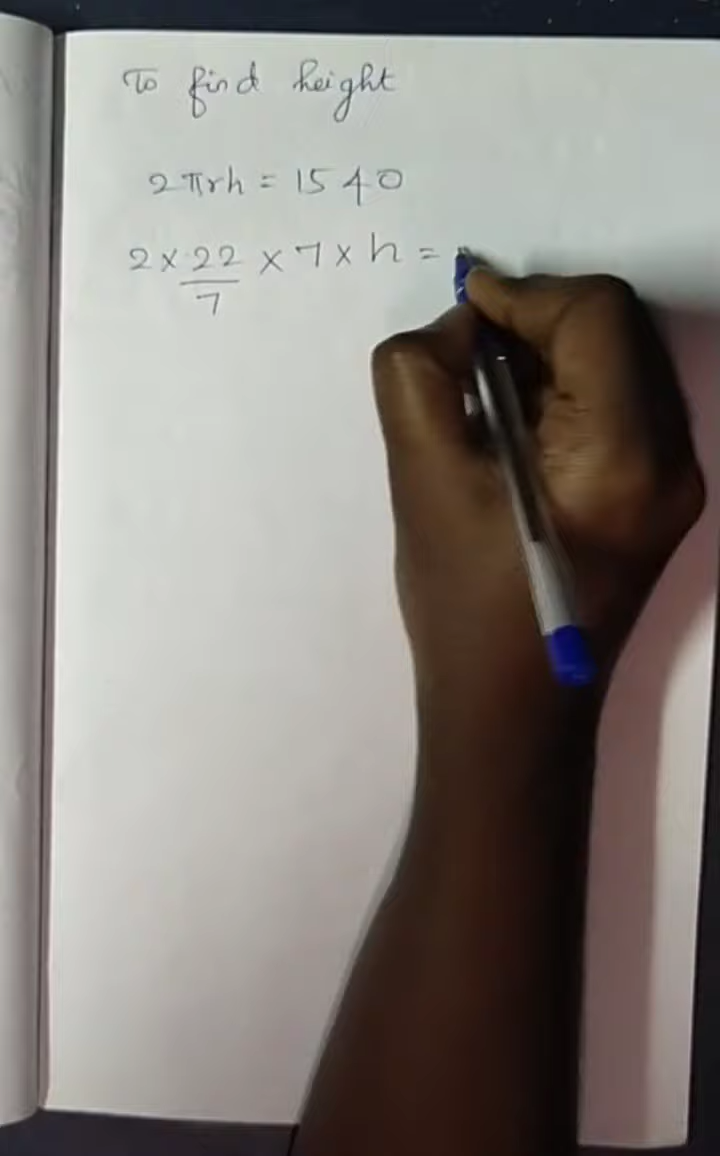 To find height
2πrh = 1540
2 × 22/7 × 7 × h =